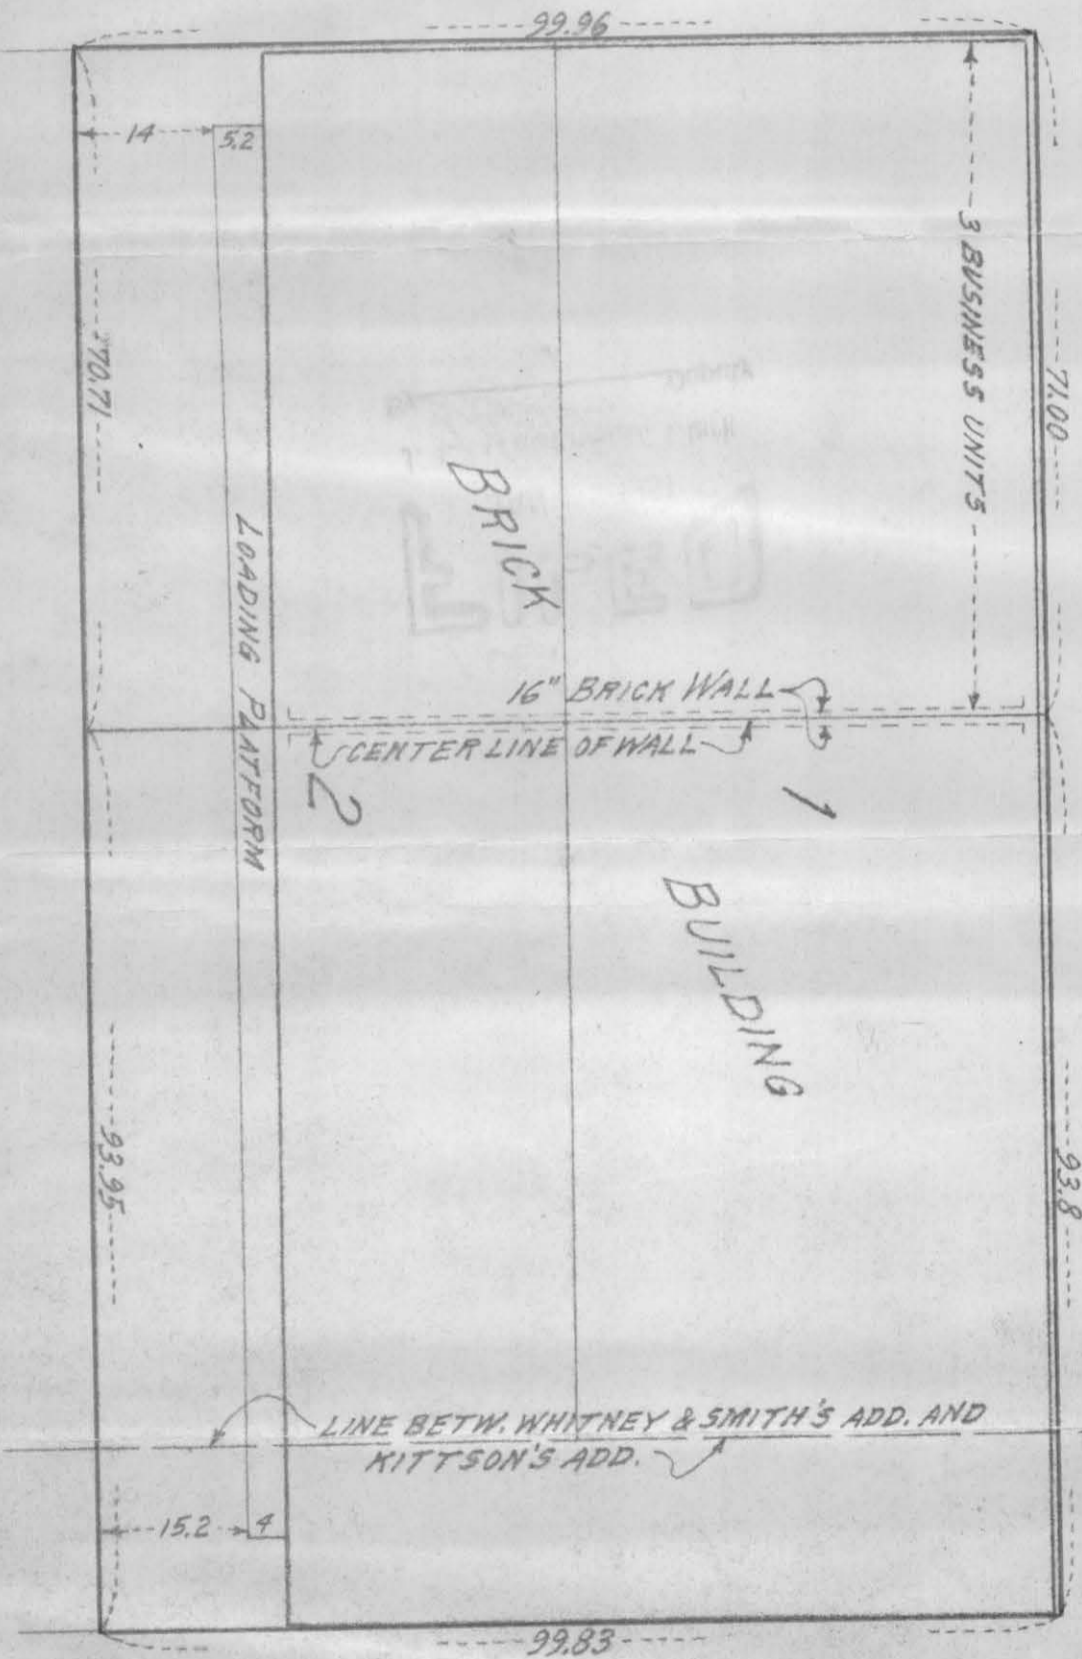 99.96
14
5.2
3 BUSINESS UNITS
70.71
71.00
BRICK
LOADING PLATFORM
16" BRICK WALL
CENTER LINE OF WALL
2
1
BUILDING
93.95
93.8
LINE BETW. WHITNEY & SMITH'S ADD. AND
KITTSON'S ADD.
15.2
4
99.83